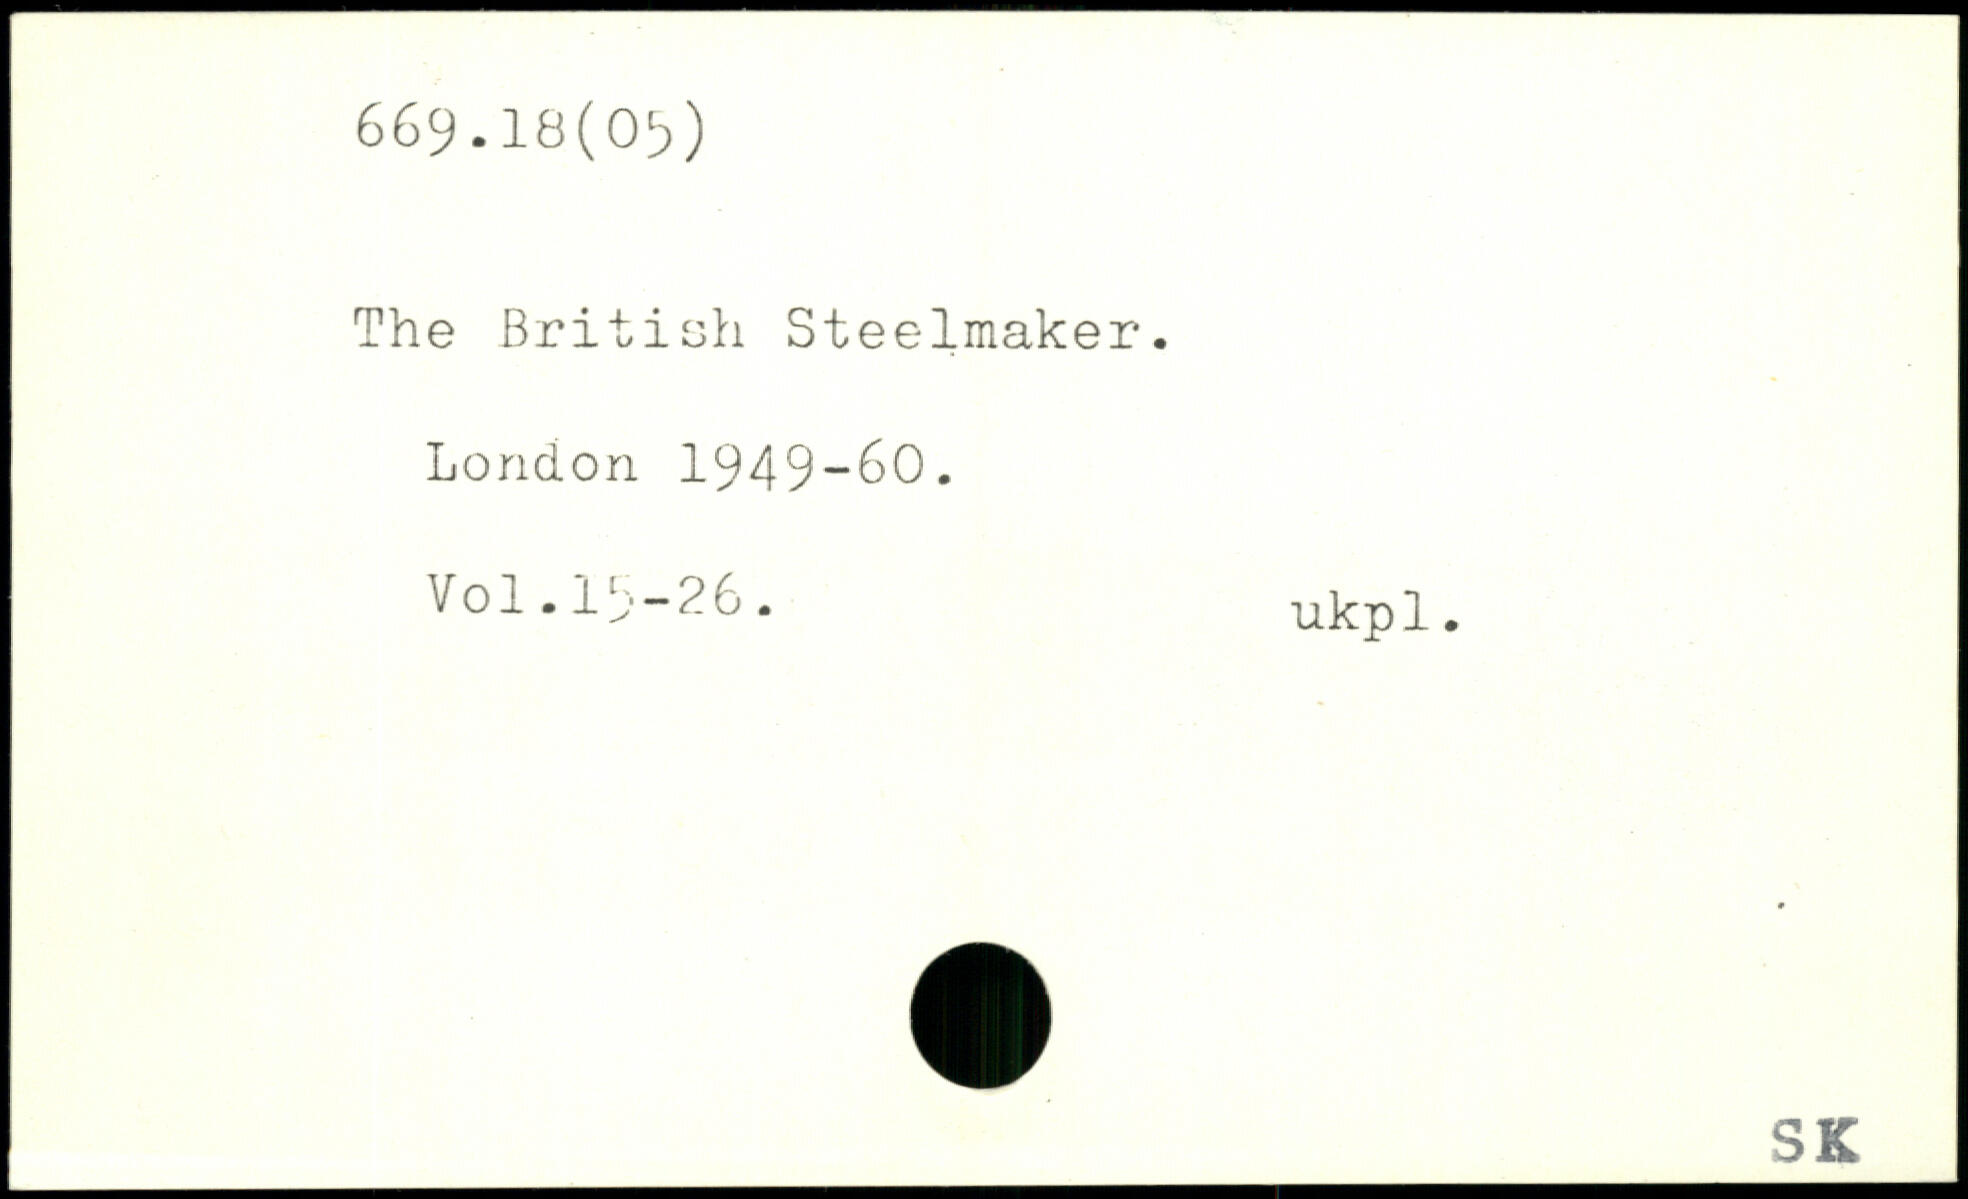 669.18(05)
The British Steelmaker.
London 1949-60.
Vol.15-26.
ukpl.
SK